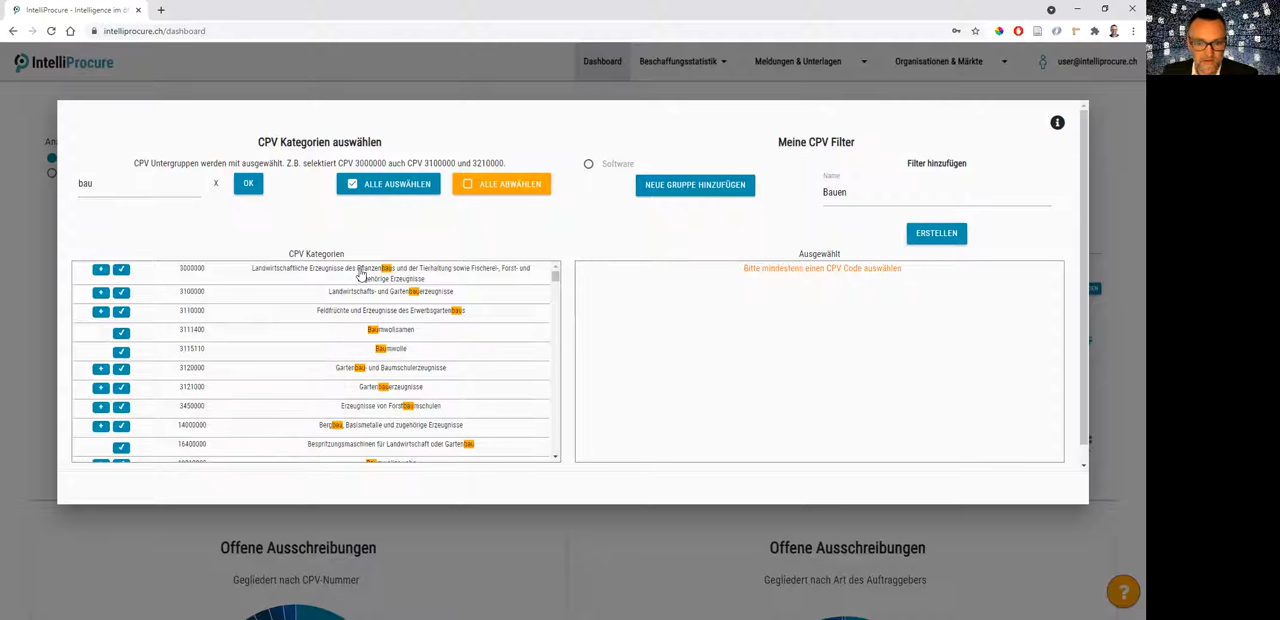 IntelliProcure - Intelligence im ö
intelliprocure.ch/dashboard
IntelliProcure
Dashboard
Beschaffungsstatistik
Meldungen & Unterlagen
Organisationen & Märkte
user@intelliprocure.ch
CPV Kategorien auswählen
CPV Untergruppen werden mit ausgewählt. Z.B. selektiert CPV 3000000 auch CPV 3100000 und 3210000.
bau
X
OK
ALLE AUSWÄHLEN
ALLE ABWÄHLEN
Meine CPV Filter
Software
NEUE GRUPPE HINZUFÜGEN
Filter hinzufügen
Name
Bauen
ERSTELLEN
CPV Kategorien
3000000 Landwirtschaftliche Erzeugnisse des Pflanzenbaus und der Tierhaltung sowie Fischerei-, Forst- und
zugehörige Erzeugnisse
3100000 Landwirtschafts- und Gartenbauerzeugnisse
3110000 Feldfrüchte und Erzeugnisse des Erwerbsgartenbaus
3111400 Baumwollsamen
3115110 Baumwolle
3120000 Gartenbau- und Baumschulerzeugnisse
3121000 Gartenbauerzeugnisse
3450000 Erzeugnisse von Forstbaumschulen
14000000 Bergbau, Basismetalle und zugehörige Erzeugnisse
16400000 Bespritzungsmaschinen für Landwirtschaft oder Gartenbau
Ausgewählt
Bitte mindestens einen CPV Code auswählen
Offene Ausschreibungen
Gegliedert nach CPV-Nummer
Offene Ausschreibungen
Gegliedert nach Art des Auftraggebers
?